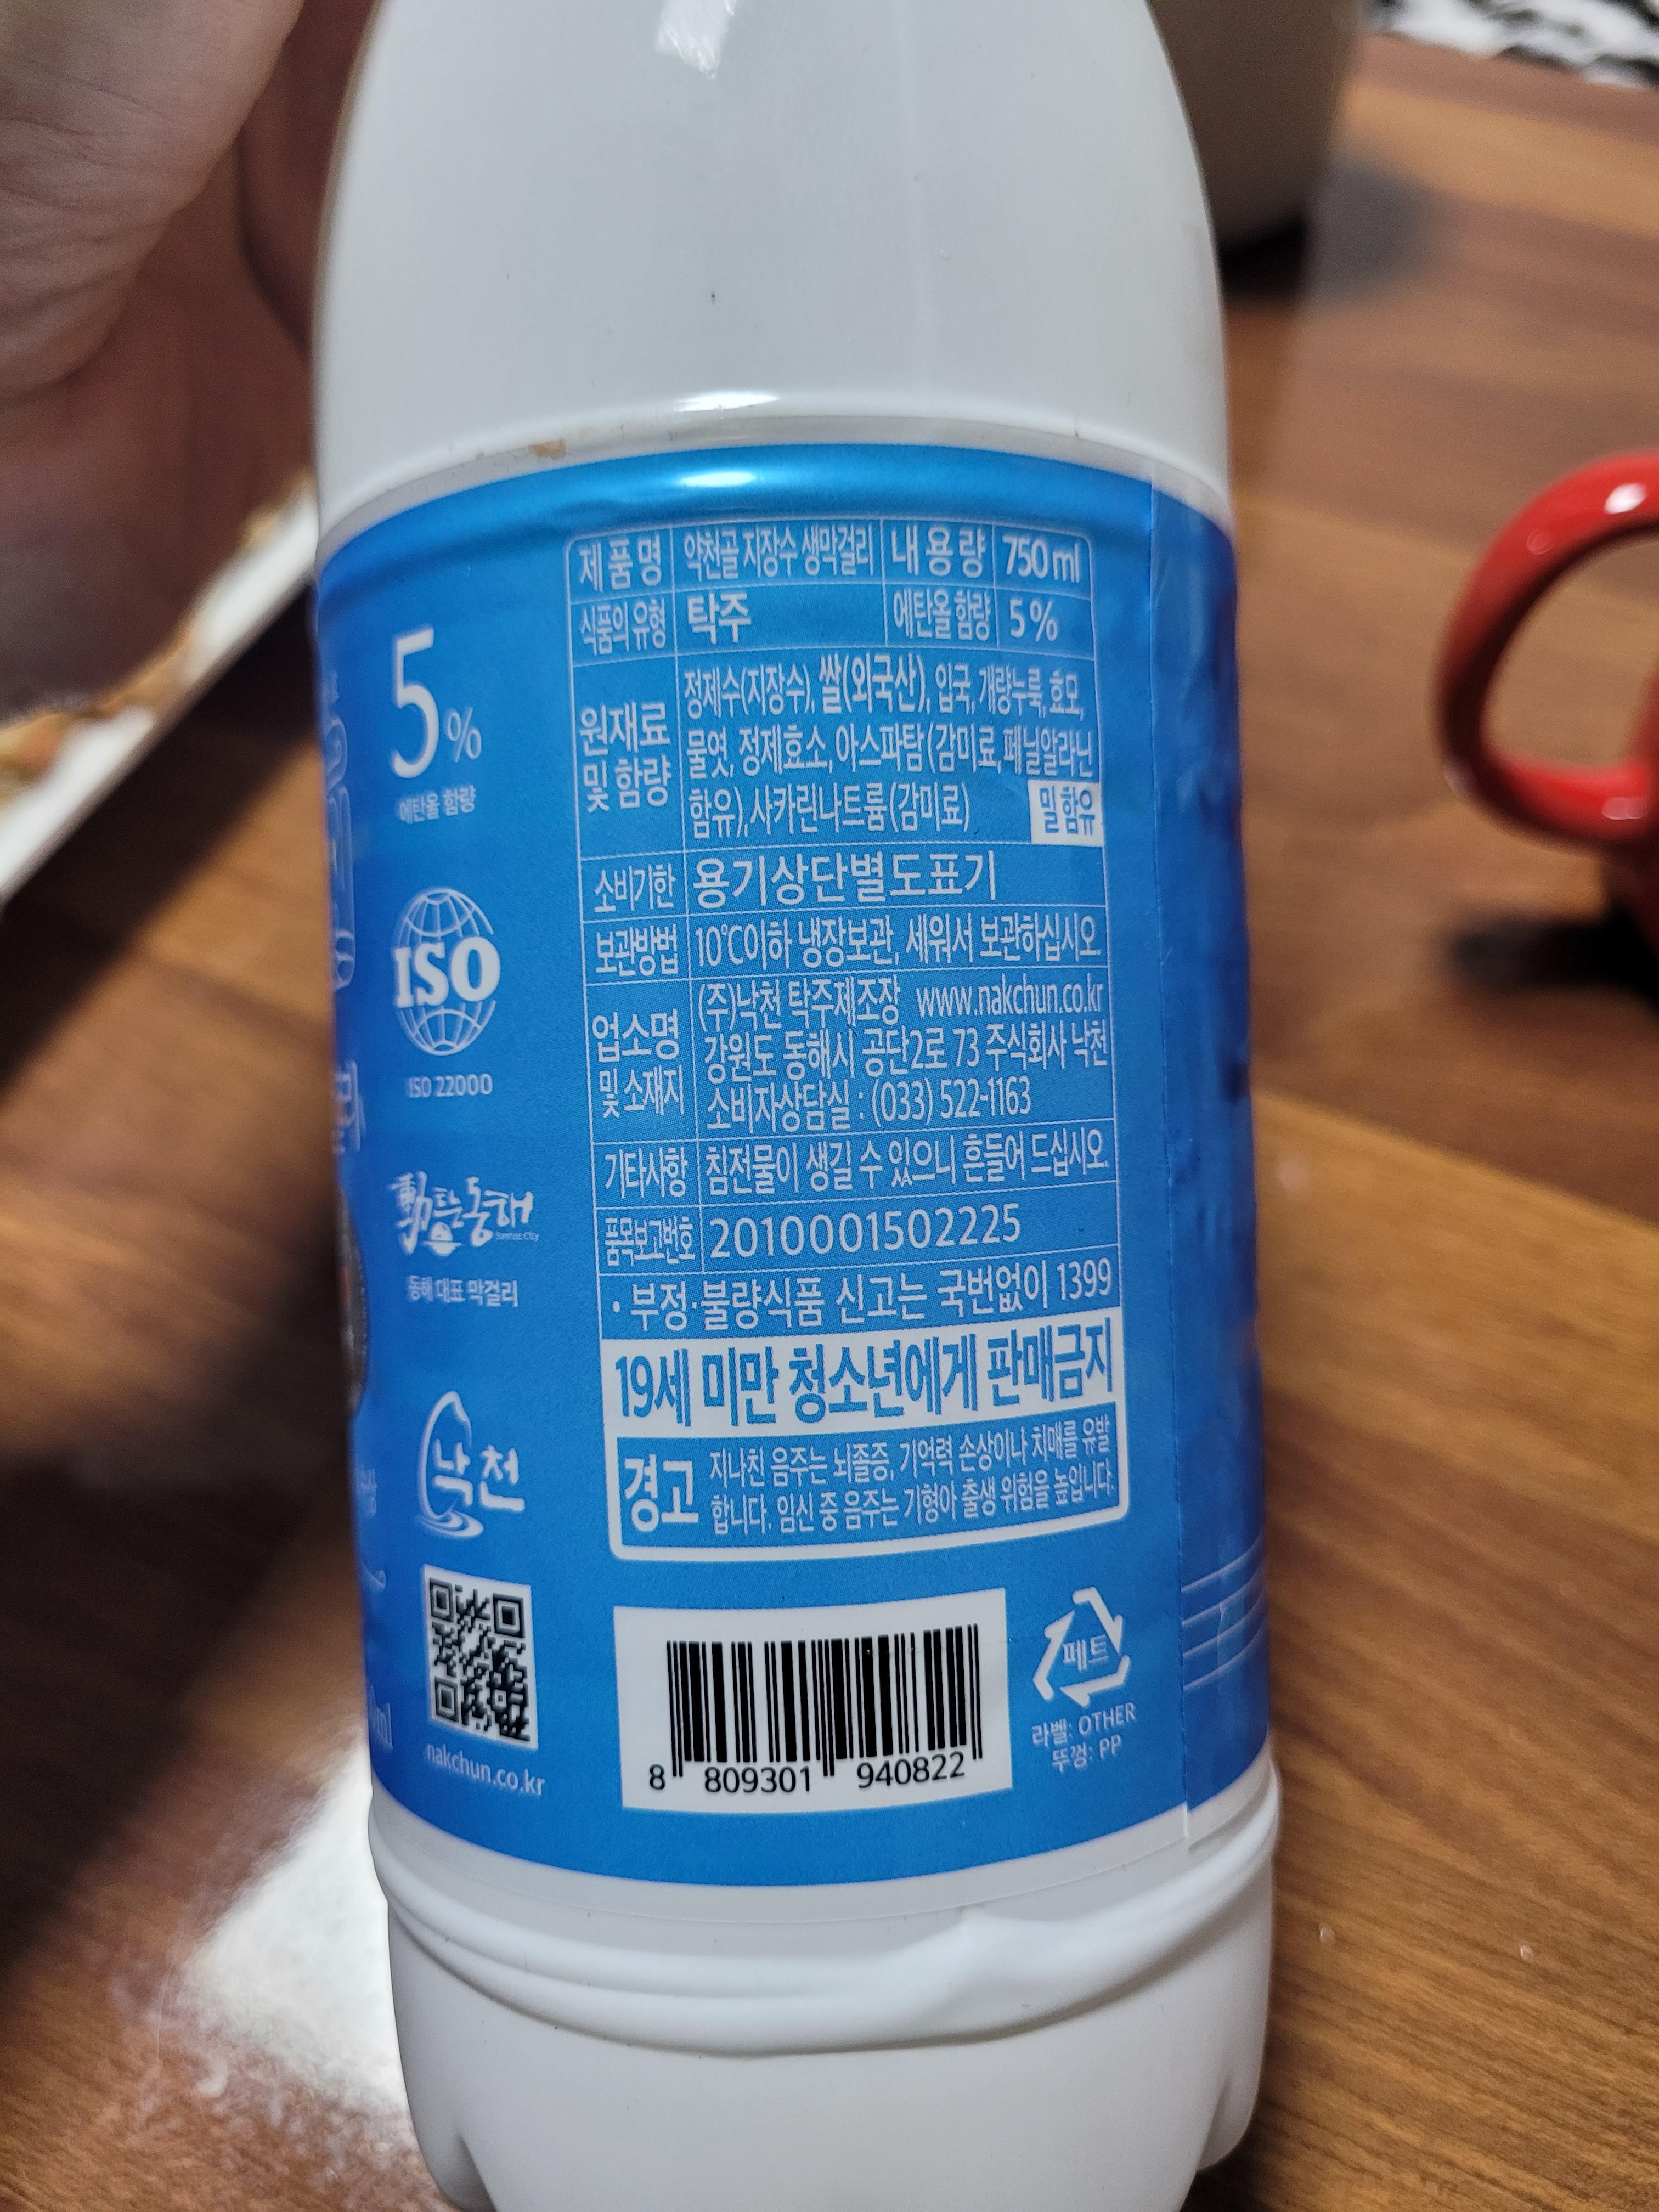 제품명 약천골 지장수 생막걸리 내용량 750ml
식품의 유형 탁주 에탄올 함량 5%
원재료 및 함량
정제수(지장수), 쌀(외국산), 입국, 개량누룩, 효모,
물엿, 정제효소, 아스파탐(감미료, 페닐알라닌
함유), 사카린나트륨(감미료) 밀 함유
소비기한 용기상단별도표기
보관방법 10℃이하 냉장보관, 세워서 보관하십시오.
업소명 및 소재지
(주)낙천 탁주제조장 www.nakchun.co.kr
강원도 동해시 공단2로 73 주식회사 낙천
소비자상담실 : (033) 522-1163
기타사항 침전물이 생길 수 있으니 흔들어 드십시오.
품목보고번호 20100001502225
• 부정·불량식품 신고는 국번없이 1399
19세 미만 청소년에게 판매금지
경고 지나친 음주는 뇌졸중, 기억력 손상이나 치매를 유발
합니다. 임신 중 음주는 기형아 출생 위험을 높입니다.
5%
에탄올 함량
ISO
ISO 22000
動트는동해
Sunrise City
동해 대표 막걸리
낙천
nakchun.co.kr
8 809301 940822
페트
라벨: OTHER
뚜껑: PP